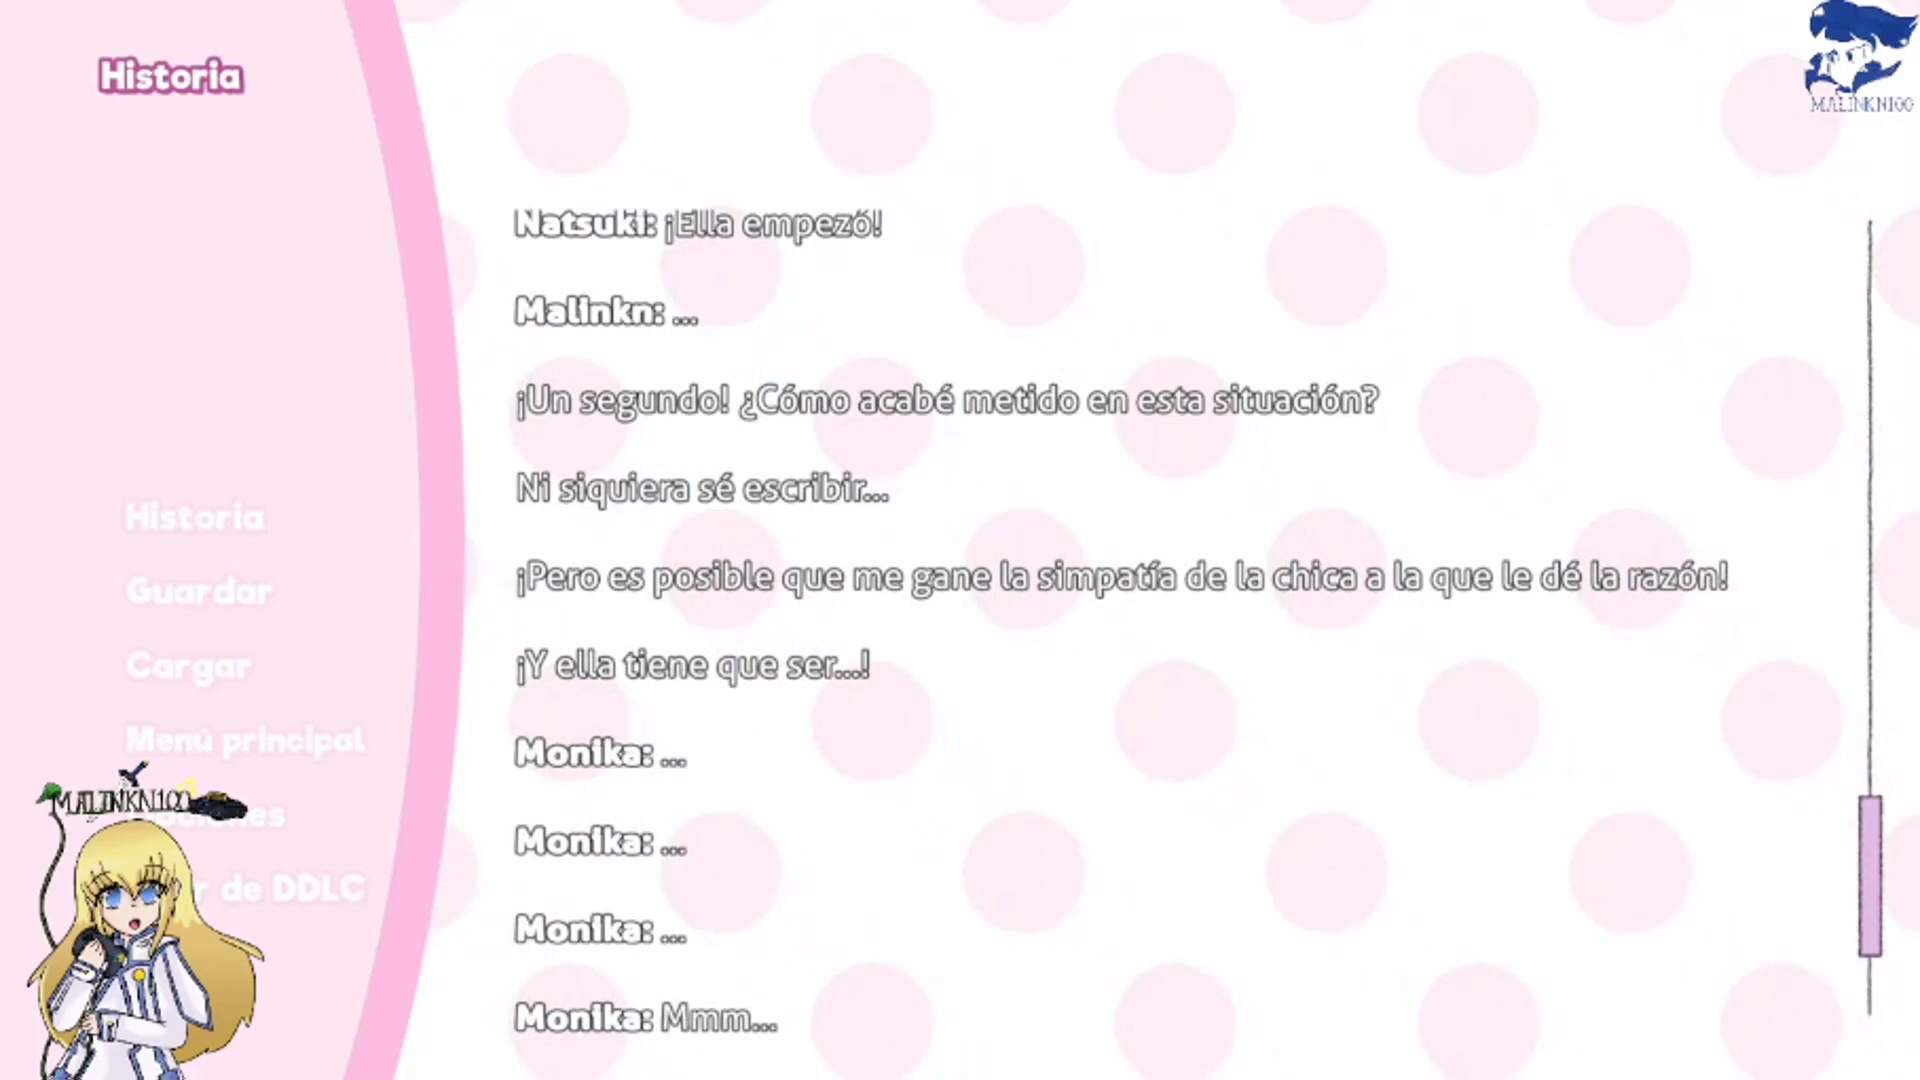 Historia
MALINKN100
Natsuki: ¡Ella empezó!
Malinkn: ...
¡Un segundo! ¿Cómo acabé metido en esta situación?
Ni siquiera sé escribir...
¡Pero es posible que me gane la simpatía de la chica a la que le dé la razón!
¡Y ella tiene que ser...!
Monika: ...
Monika: ...
Monika: ...
Monika: Mmm...
Historia
Guardar
Cargar
Menú principal
MALINKN100
de DDLC